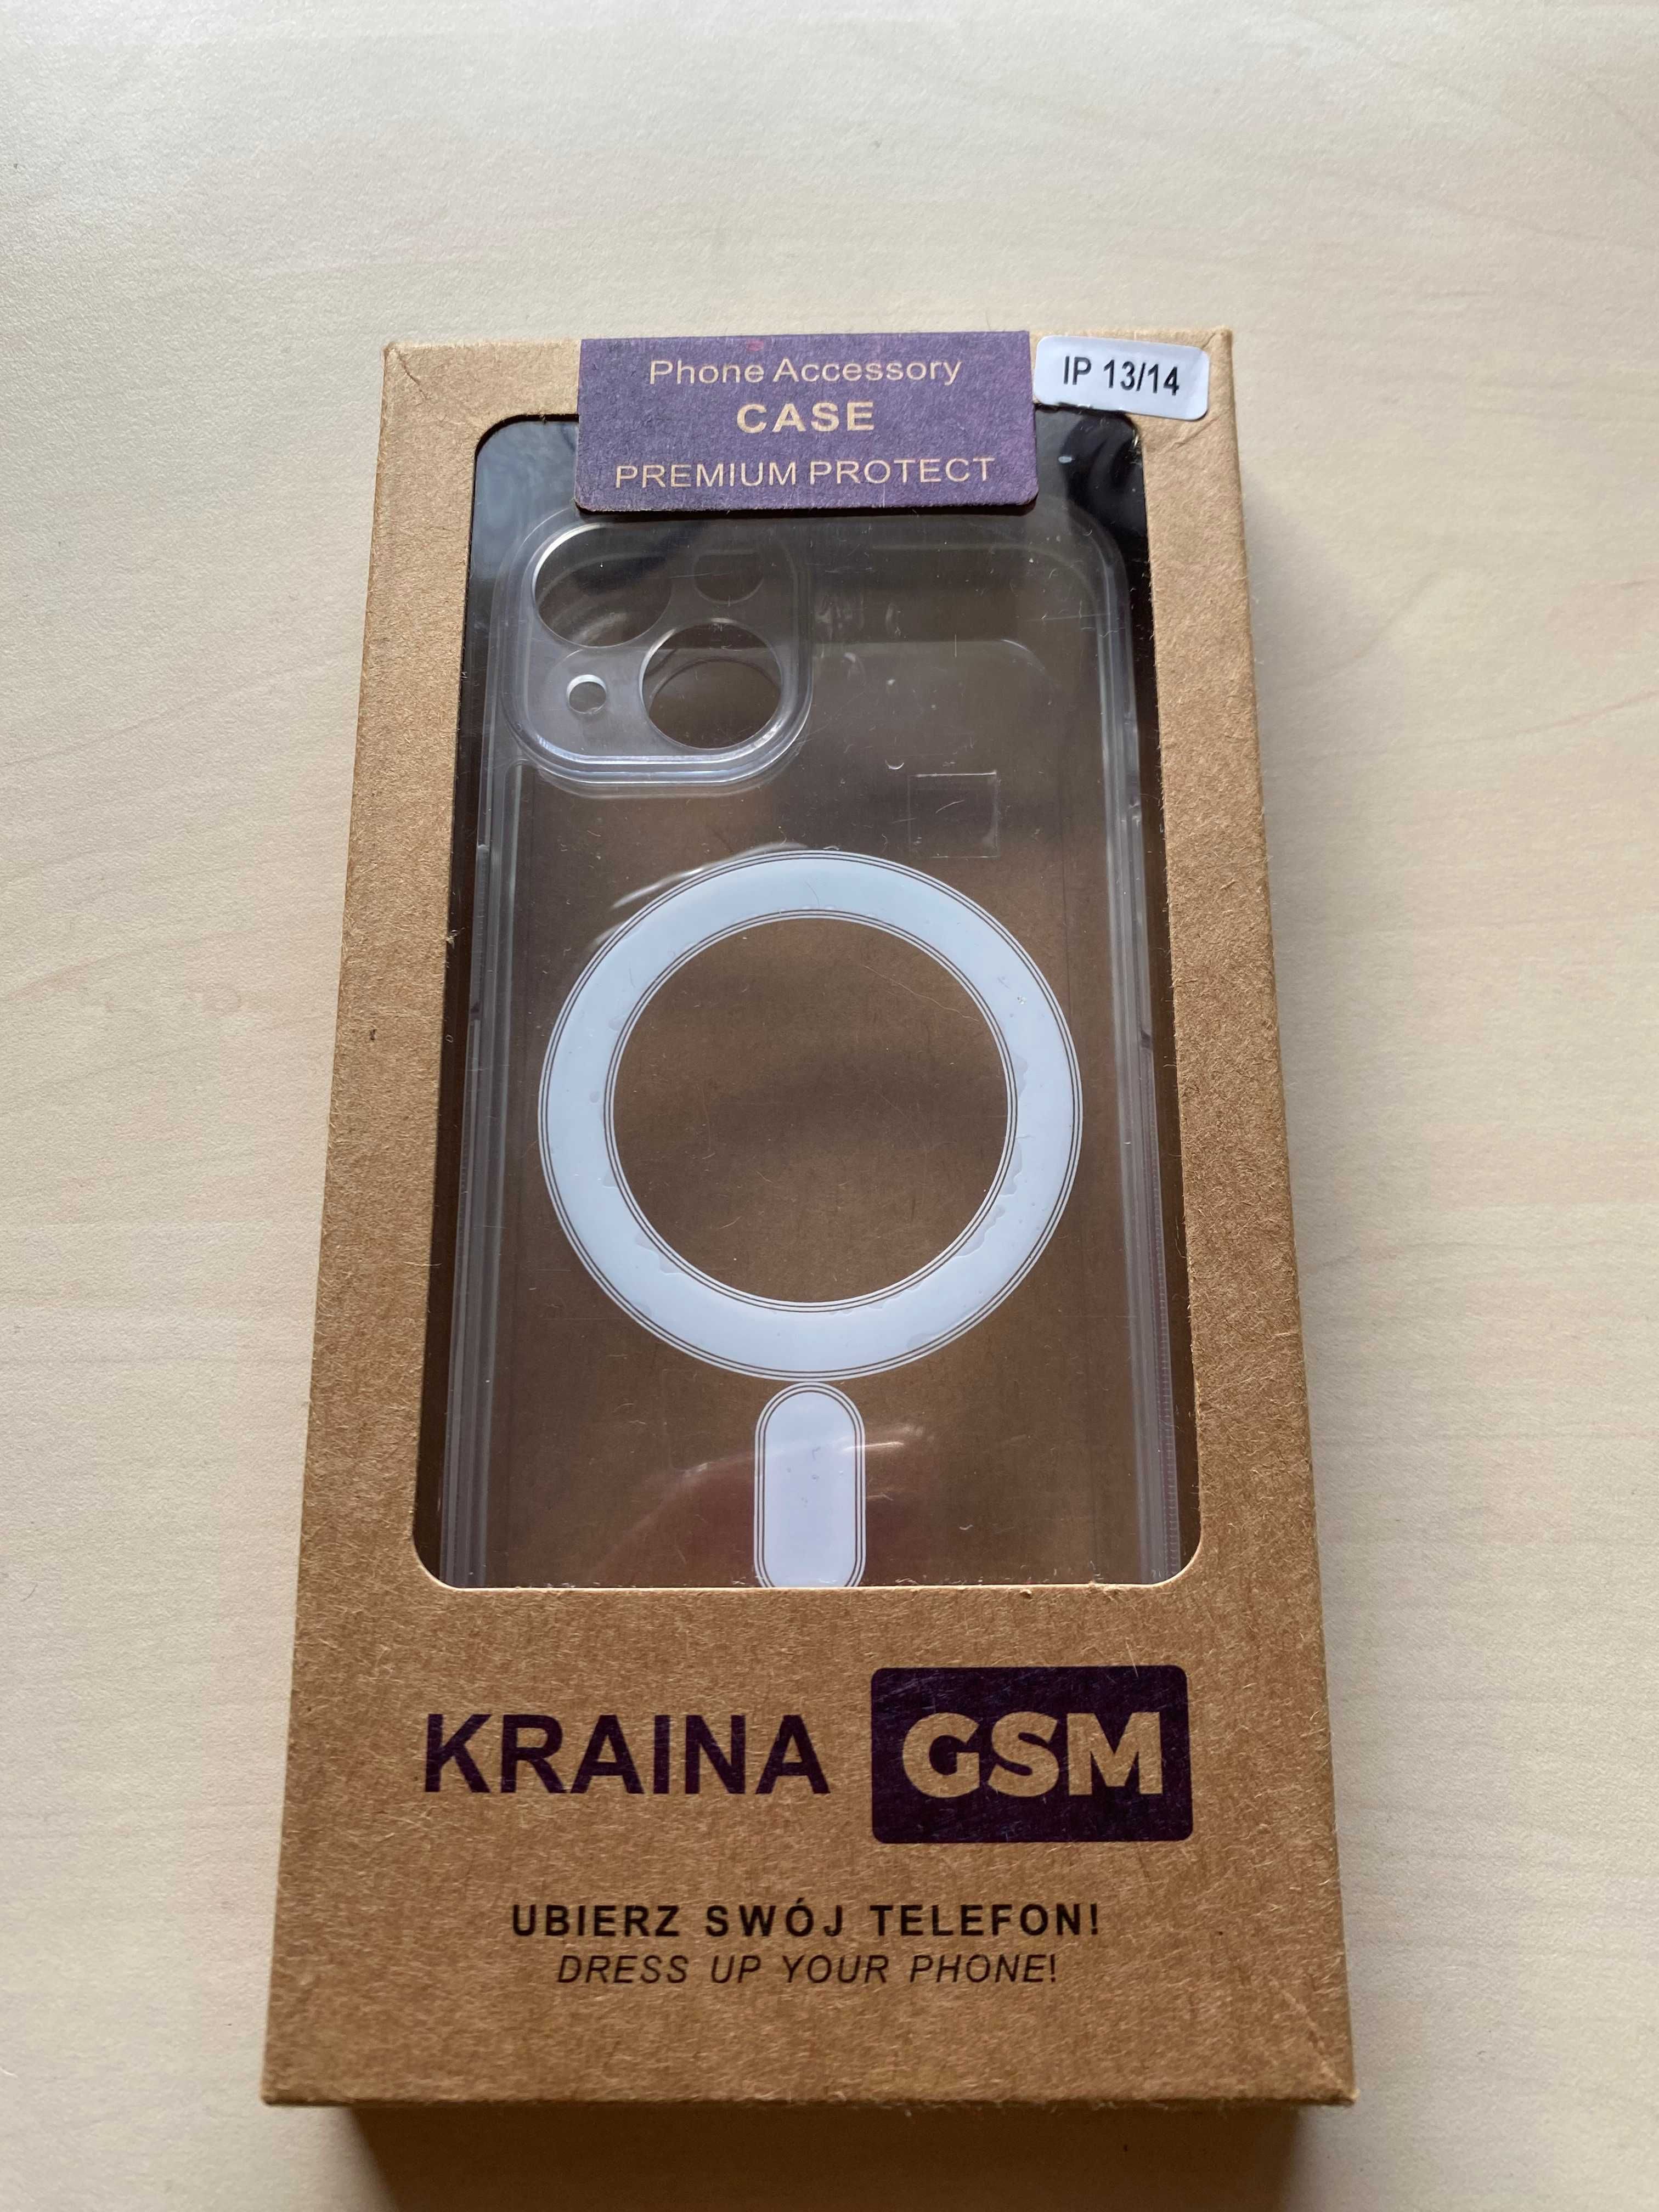 Phone Accessory
CASE
PREMIUM PROTECT
IP 13/14
KRAINA GSM
UBIERZ SWÓJ TELEFON!
DRESS UP YOUR PHONE!